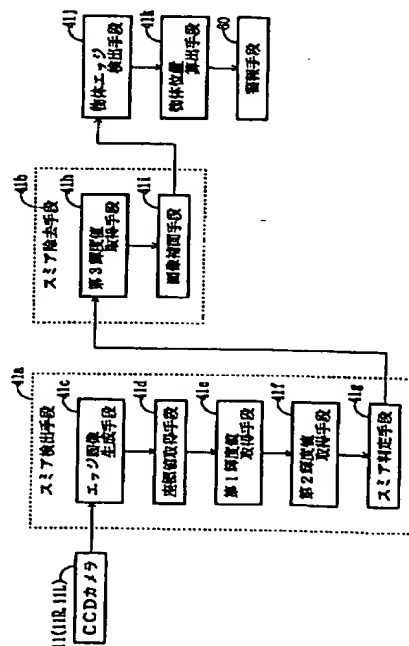 11(11R, 11L)
CCDカメラ
41a
スミア検出手段
41c
エッジ画像
生成手段
41d
座標値取得手段
41e
第1輝度値
取得手段
41f
第2輝度値
取得手段
41g
スミア判定手段
41b
スミア除去手段
41h
第3輝度値
取得手段
41i
画像補間手段
41j
物体エッジ
検出手段
41k
物体位置
算出手段
60
警報手段